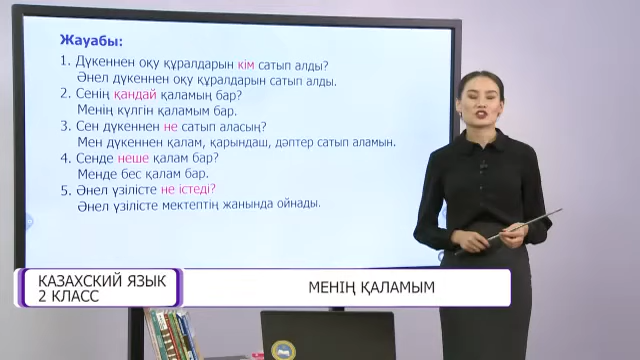 Жауабы:
1. Дүкеннен оқу құралдарын кім сатып алды?
Әнел дүкеннен оқу құралдарын сатып алды.
2. Сенің қандай қаламың бар?
Менің күлгін қаламым бар.
3. Сен дүкеннен не сатып аласың?
Мен дүкеннен қалам, қарындаш, дәптер сатып аламын.
4. Сенде неше қалам бар?
Менде бес қалам бар.
5. Әнел үзілісте не істеді?
Әнел үзілісте мектептің жанында ойнады.
КАЗАХСКИЙ ЯЗЫК
2 КЛАСС
МЕНІҢ ҚАЛАМЫМ